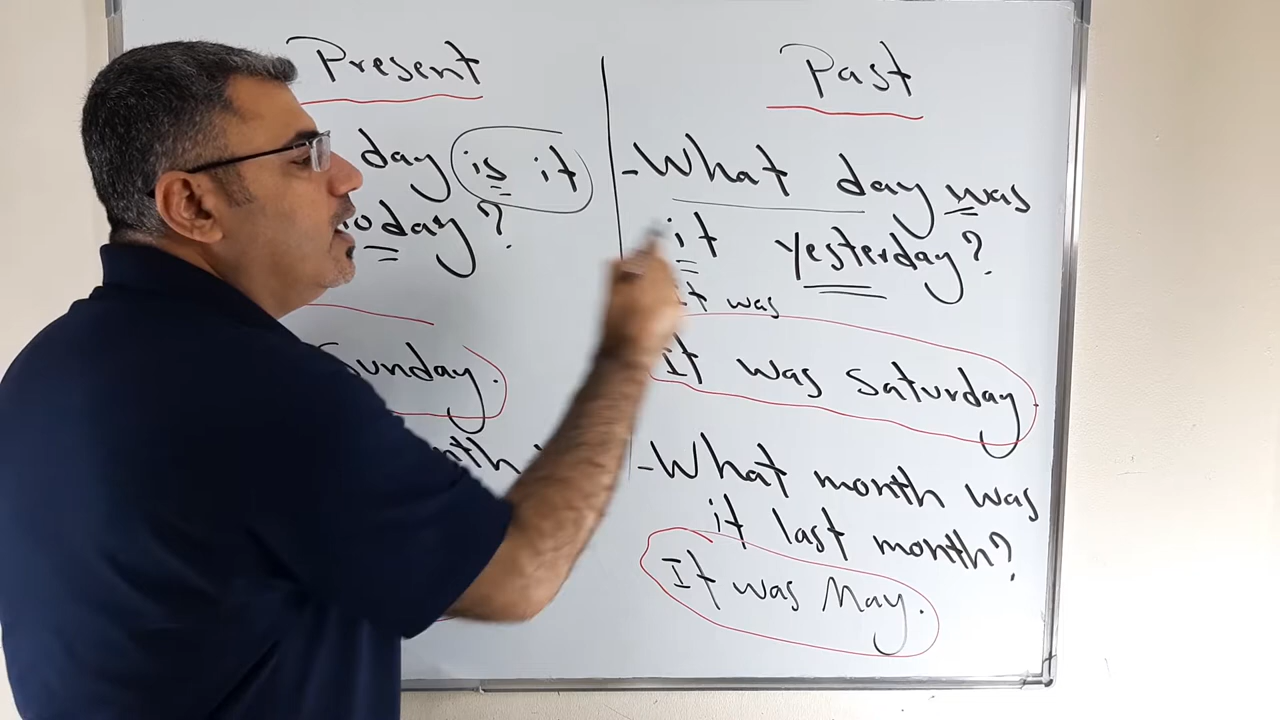 Present
day is it
today?
Sunday.
Past
-What day was
it yesterday?
It was
It was Saturday.
-What month was
it last month?
It was May.